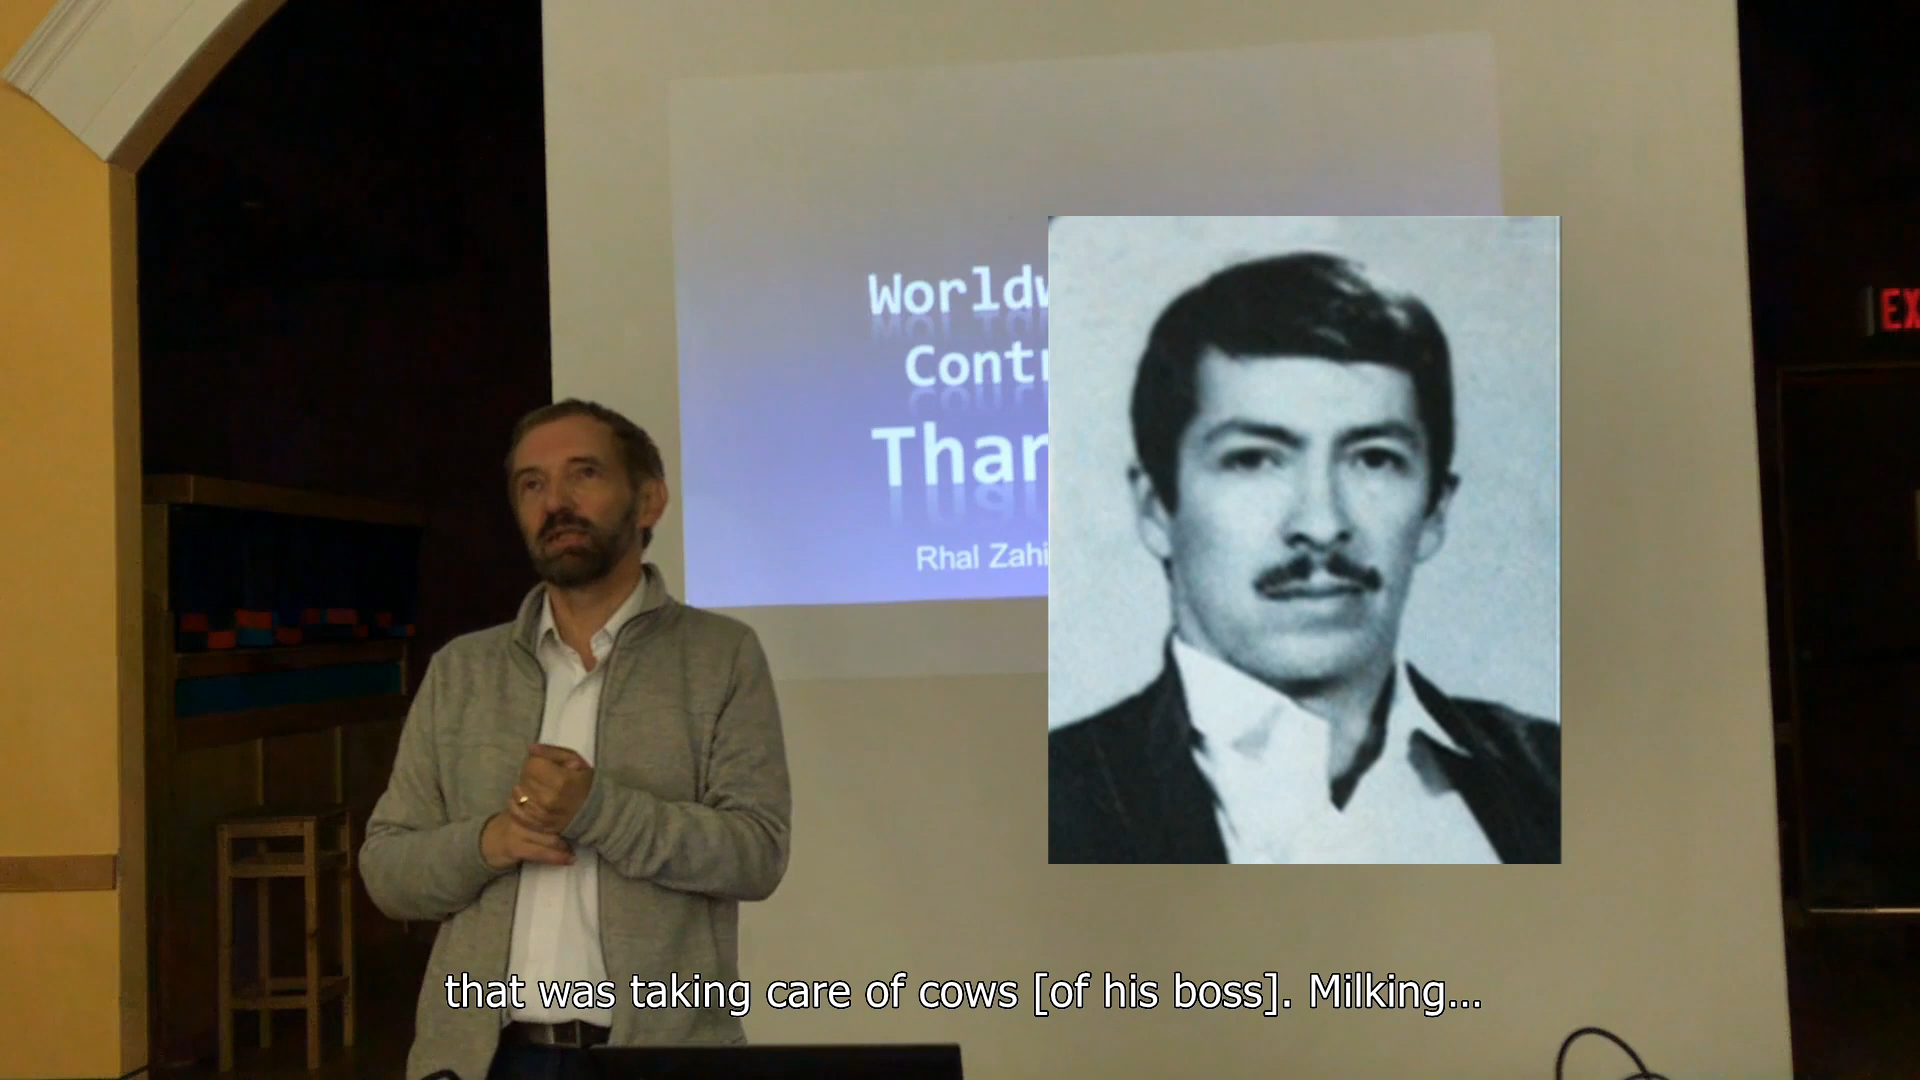 Worldw
Contr
Than
Rhal Zahi
EX
that was taking care of cows [of his boss]. Milking...